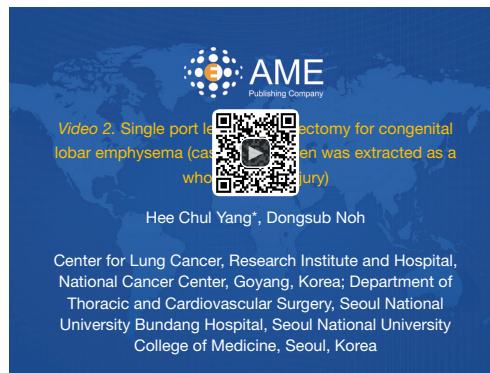 AME
Publishing Company
Video 2. Single port le ectomy for congenital
lobar emphysema (cas en was extracted as a
who jury)
Hee Chul Yang*, Dongsub Noh
Center for Lung Cancer, Research Institute and Hospital,
National Cancer Center, Goyang, Korea; Department of
Thoracic and Cardiovascular Surgery, Seoul National
University Bundang Hospital, Seoul National University
College of Medicine, Seoul, Korea